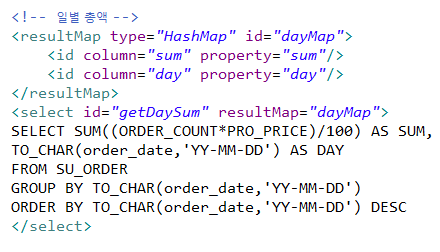 <!-- 일별 총액 -->
<resultMap type="HashMap" id="dayMap">
<id column="sum" property="sum"/>
<id column="day" property="day"/>
</resultMap>
<select id="getDaySum" resultMap="dayMap">
SELECT SUM((ORDER_COUNT*PRO_PRICE)/100) AS SUM,
TO_CHAR(order_date,'YY-MM-DD') AS DAY
FROM SU_ORDER
GROUP BY TO_CHAR(order_date,'YY-MM-DD')
ORDER BY TO_CHAR(order_date,'YY-MM-DD') DESC
</select>